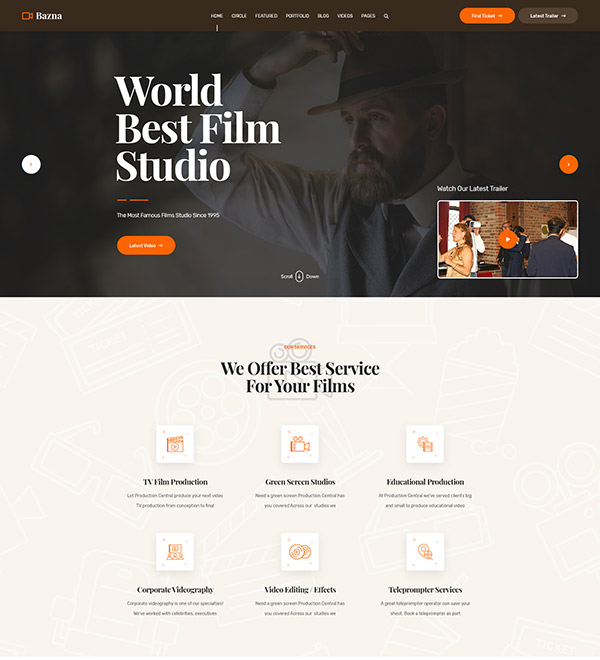 Bazna
HOME CIRCLE FEATURED PORTFOLIO BLOG VIDEOS PAGES
Find Ticket
Latest Trailer
World
Best Film
Studio
The Most Famous Films Studio Since 1995
Latest Video
Watch Our Latest Trailer
Scroll Down
OUR SERVICES
We Offer Best Service
For Your Films
TV Film Production
Let Production Central produce your next video
TV production from conception to final
Green Screen Studios
Need a green screen Production Central has
you covered Across our studios we
Educational Production
At Production Central we've served client's big
and small to produce educational video
Corporate Videography
Corporate videography is one of our specialties!
We've worked with celebrities, executives
Video Editing / Effects
Need a green screen Production Central has
you covered Across our studios we
Teleprompter Services
A great teleprompter operator can save your
shoot. Book a teleprompter as part